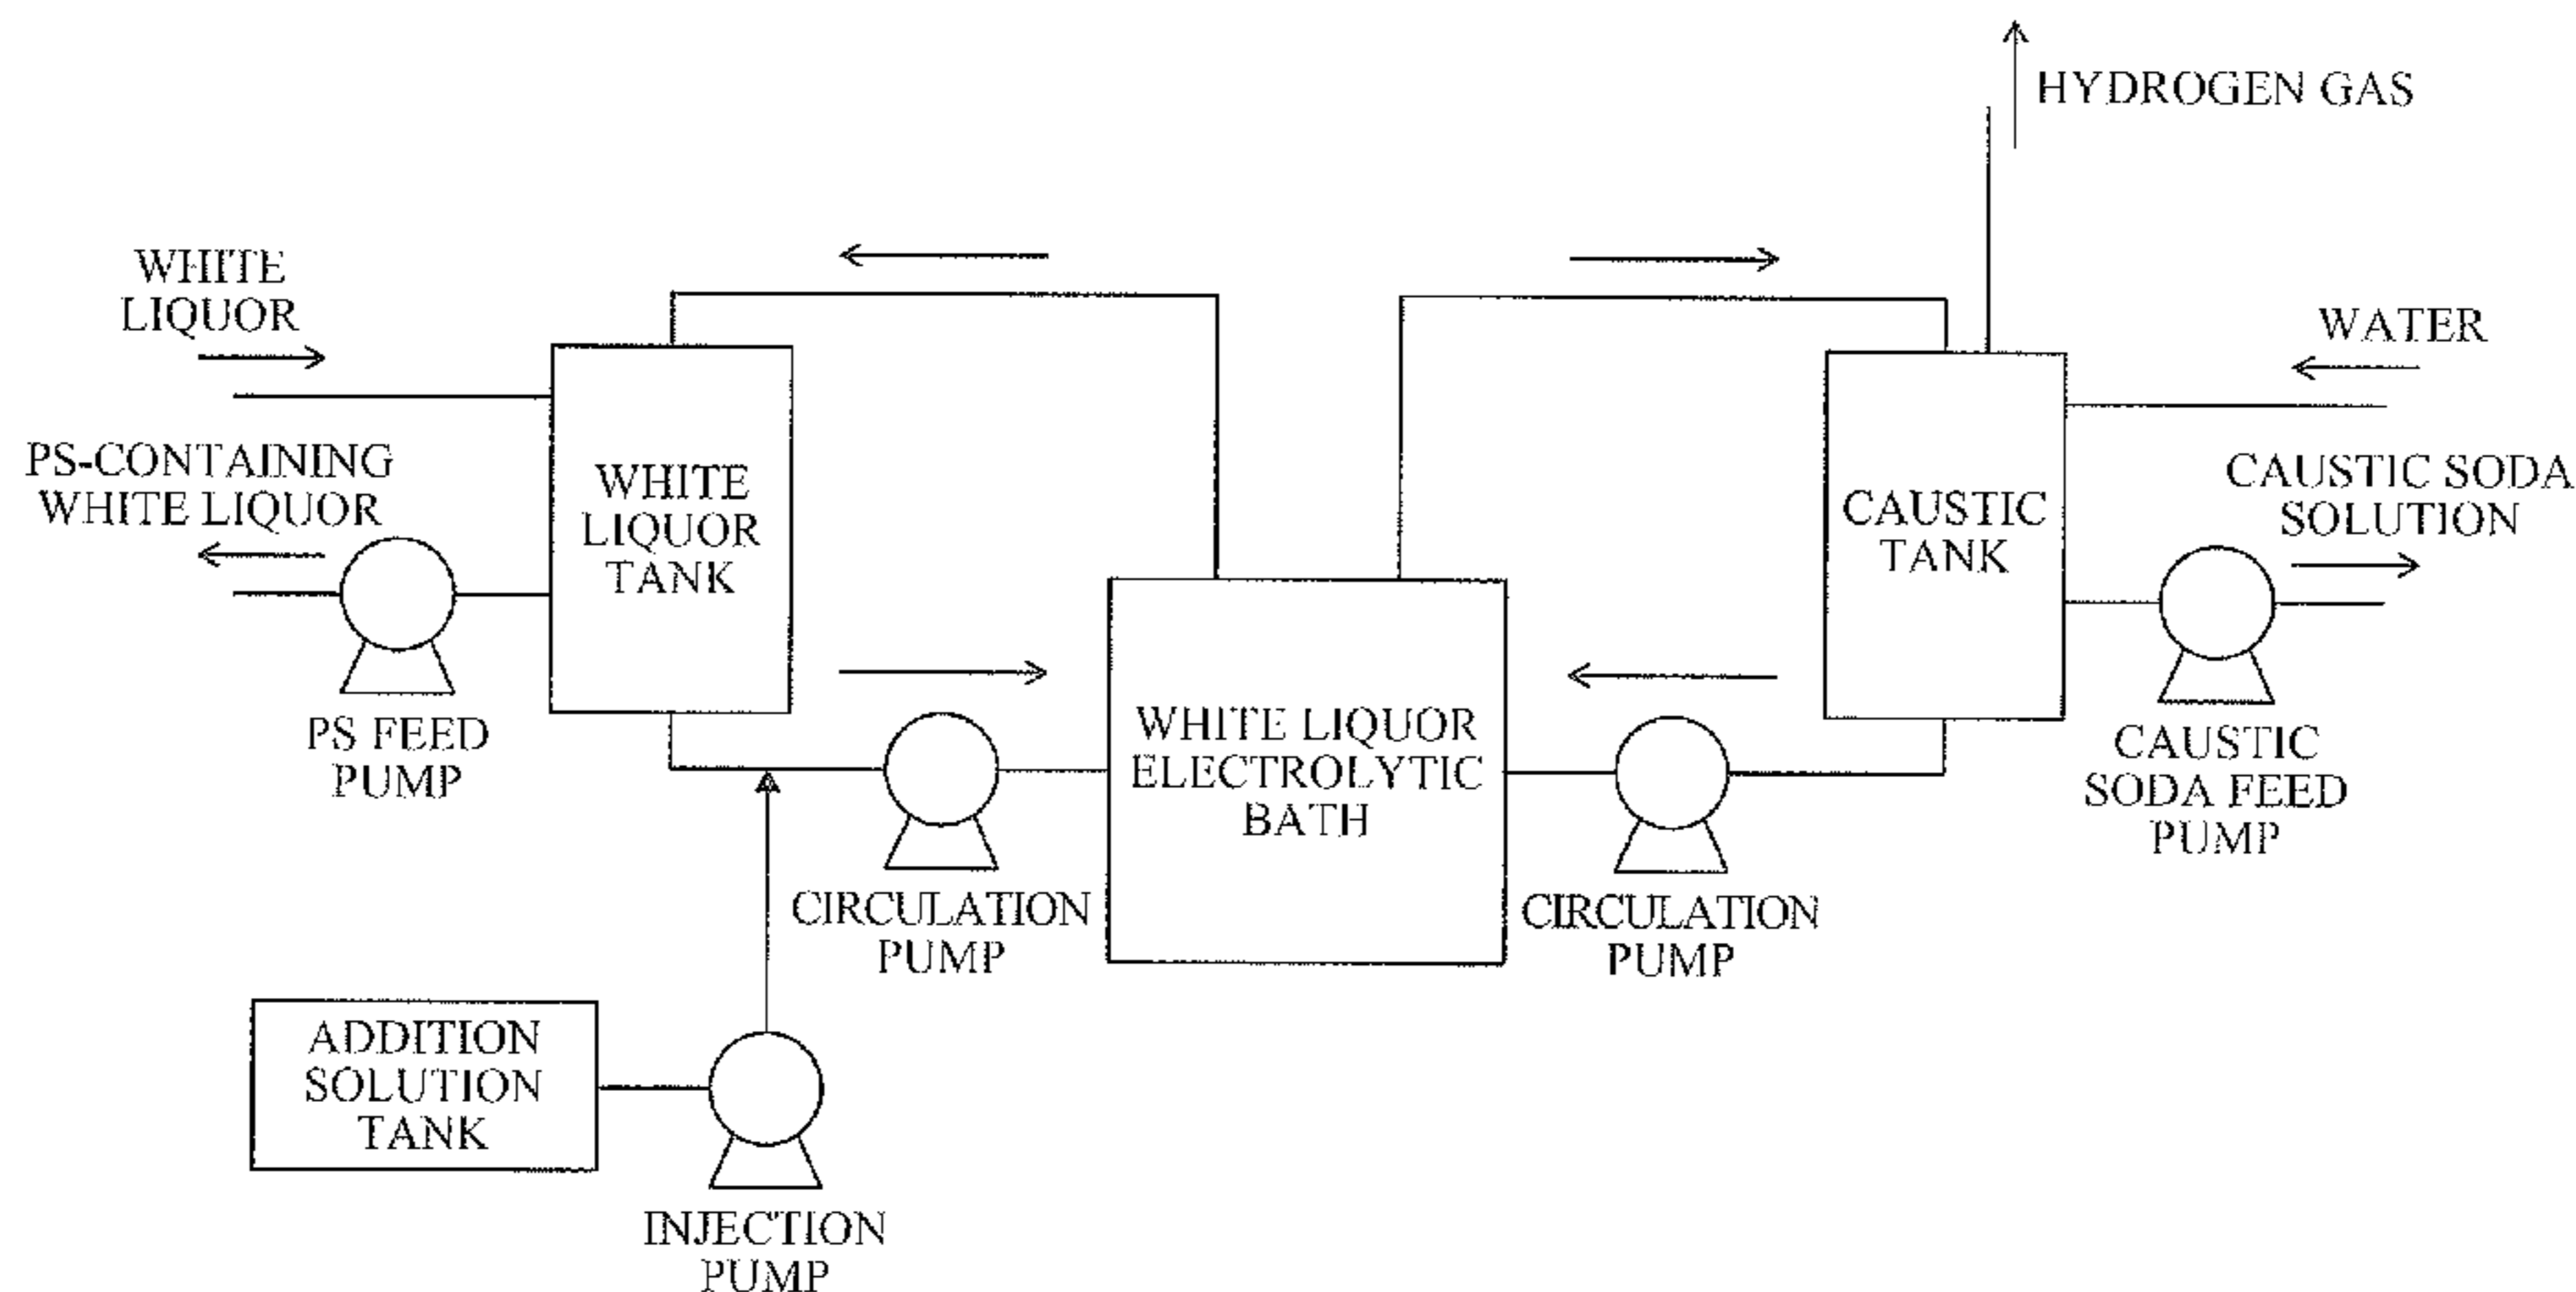 HYDROGEN GAS
WHITE
LIQUOR
WATER
PS-CONTAINING
WHITE LIQUOR
WHITE
LIQUOR
TANK
CAUSTIC
TANK
CAUSTIC SODA
SOLUTION
PS FEED
PUMP
WHITE LIQUOR
ELECTROLYTIC
BATH
CAUSTIC
SODA FEED
PUMP
CIRCULATION
PUMP
CIRCULATION
PUMP
ADDITION
SOLUTION
TANK
INJECTION
PUMP